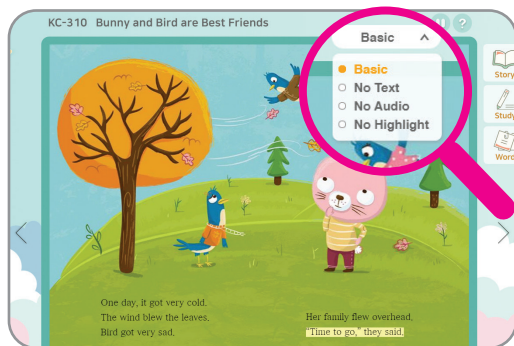 KC-310 Bunny and Bird are Best Friends
?
Basic
Basic
No Text
No Audio
No Highlight
Story
Study
Word
One day, it got very cold.
The wind blew the leaves.
Bird got very sad.
Her family flew overhead.
"Time to go," they said.